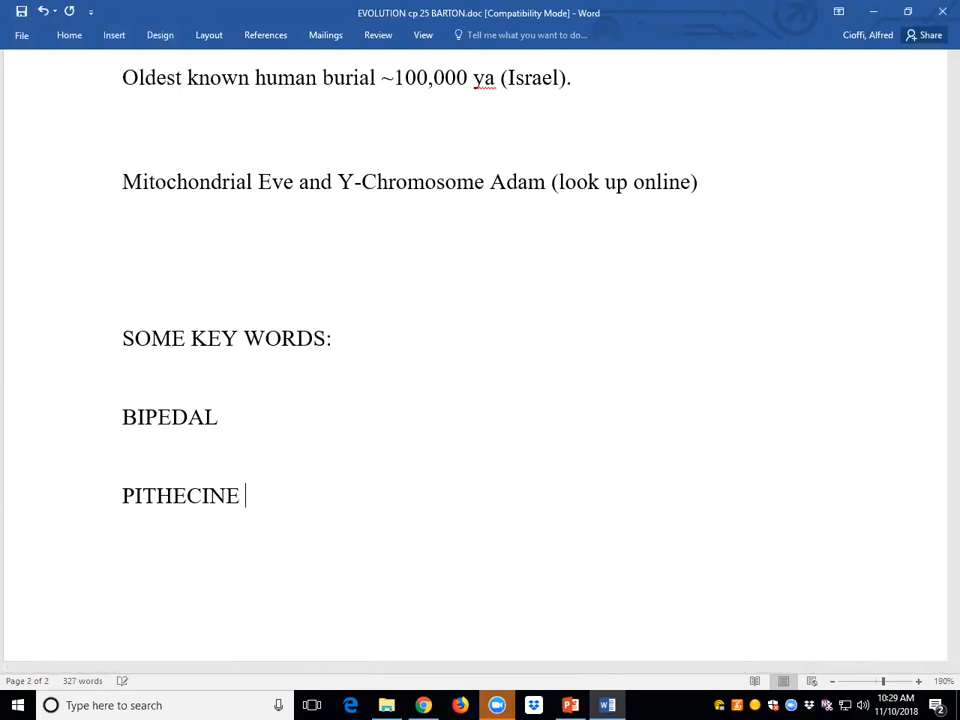 EVOLUTION cp 25 BARTON.doc [Compatibility Mode] - Word
File Home Insert Design Layout References Mailings Review View Tell me what you want to do... Cioffi, Alfred Share
Oldest known human burial ~100,000 ya (Israel).
Mitochondrial Eve and Y-Chromosome Adam (look up online)
SOME KEY WORDS:
BIPEDAL
PITHECINE
Page 2 of 2 327 words 190%
Type here to search 10:29 AM
11/10/2018 2